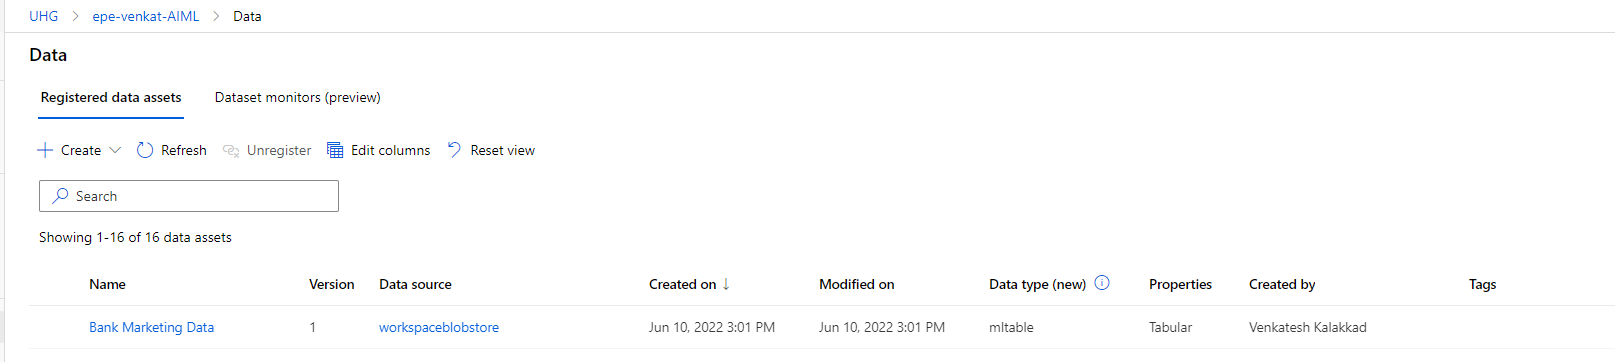 UHG > epe-venkat-AIML > Data
Data
Registered data assets Dataset monitors (preview)
Create Refresh Unregister Edit columns Reset view
Search
Showing 1-16 of 16 data assets
Name Version Data source Created on ↓ Modified on Data type (new) Properties Created by Tags
Bank Marketing Data 1 workspaceblobstore Jun 10, 2022 3:01 PM Jun 10, 2022 3:01 PM mltable Tabular Venkatesh Kalakkad